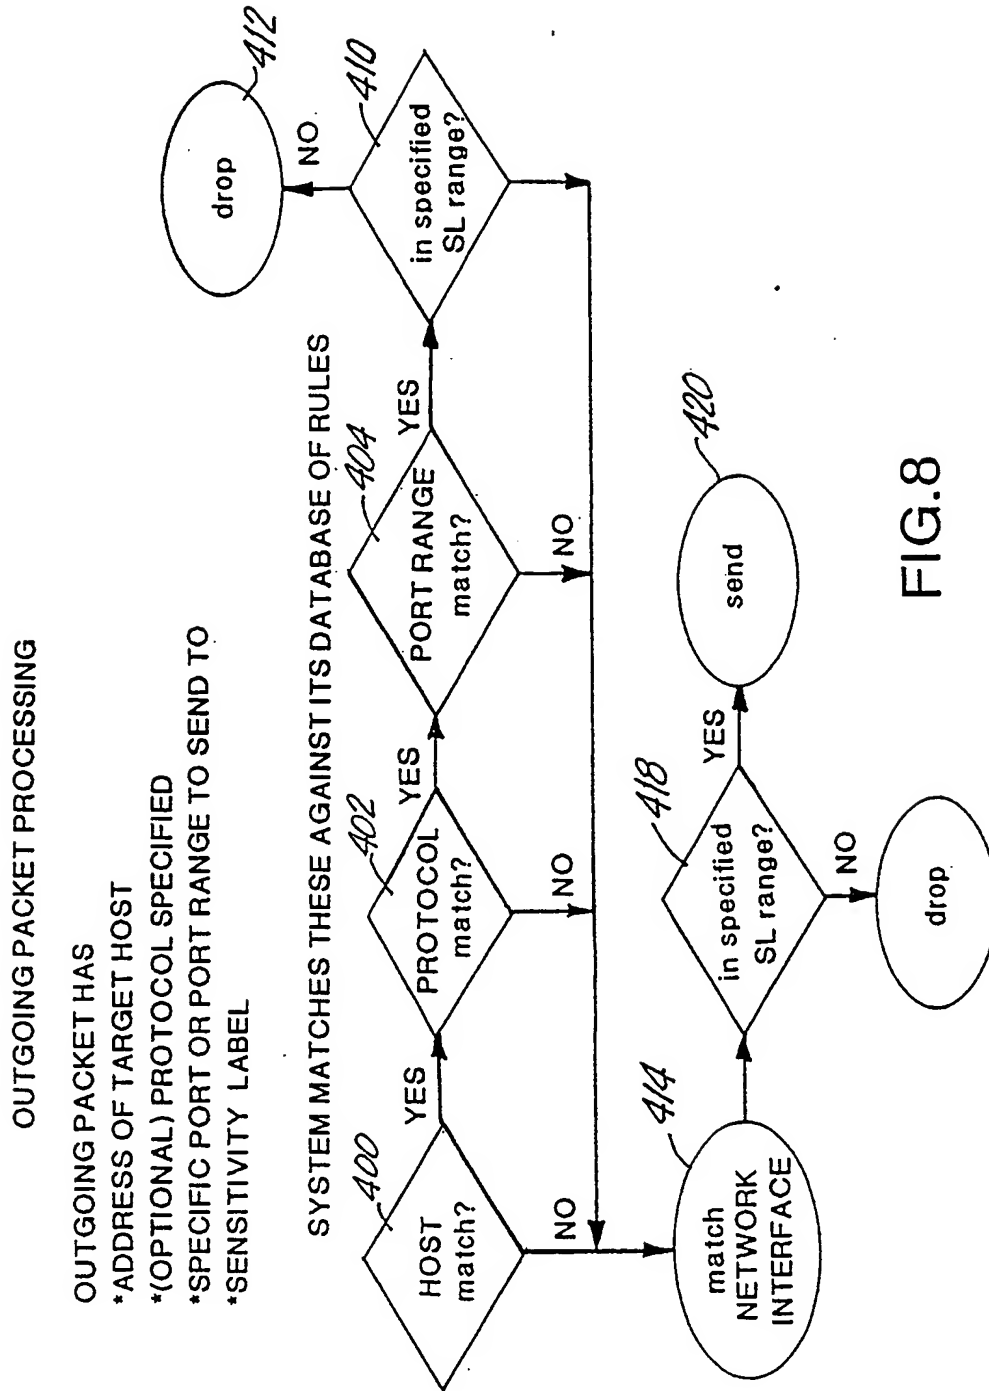 OUTGOING PACKET PROCESSING
OUTGOING PACKET HAS
*ADDRESS OF TARGET HOST
*(OPTIONAL) PROTOCOL SPECIFIED
*SPECIFIC PORT OR PORT RANGE TO SEND TO
*SENSITIVITY LABEL
SYSTEM MATCHES THESE AGAINST ITS DATABASE OF RULES
400
HOST
match?
YES
NO
402
PROTOCOL
match?
YES
NO
404
PORT RANGE
match?
YES
NO
410
in specified
SL range?
NO
412
drop
414
match
NETWORK
INTERFACE
418
in specified
SL range?
YES
NO
420
send
drop
FIG.8